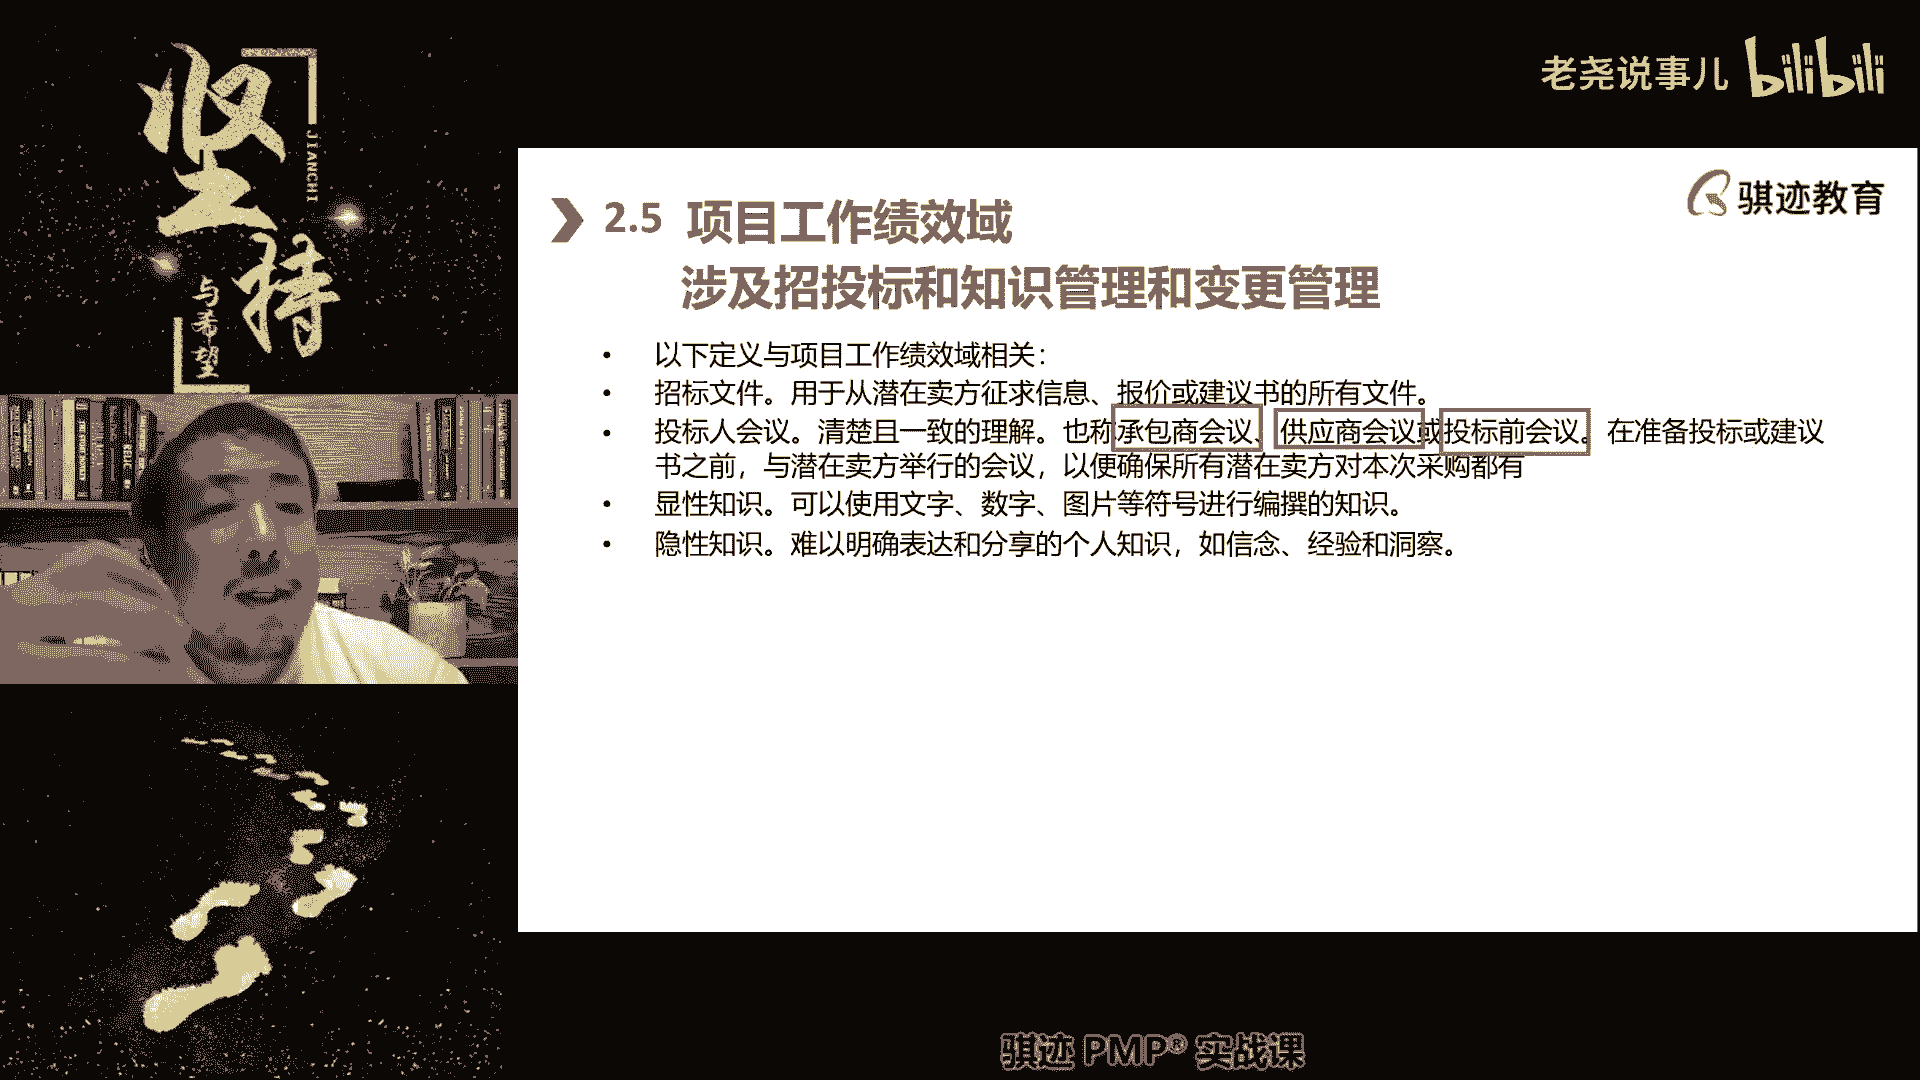 坚持
JIANCHI
与希望
老尧说事儿 bilibili
骐迹教育
2.5 项目工作绩效域
涉及招投标和知识管理和变更管理
• 以下定义与项目工作绩效域相关：
• 招标文件。用于从潜在卖方征求信息、报价或建议书的所有文件。
• 投标人会议。清楚且一致的理解。也称承包商会议、供应商会议或投标前会议。在准备投标或建议
书之前，与潜在卖方举行的会议，以便确保所有潜在卖方对本次采购都有
• 显性知识。可以使用文字、数字、图片等符号进行编撰的知识。
• 隐性知识。难以明确表达和分享的个人知识，如信念、经验和洞察。
骐迹 PMP® 实战课